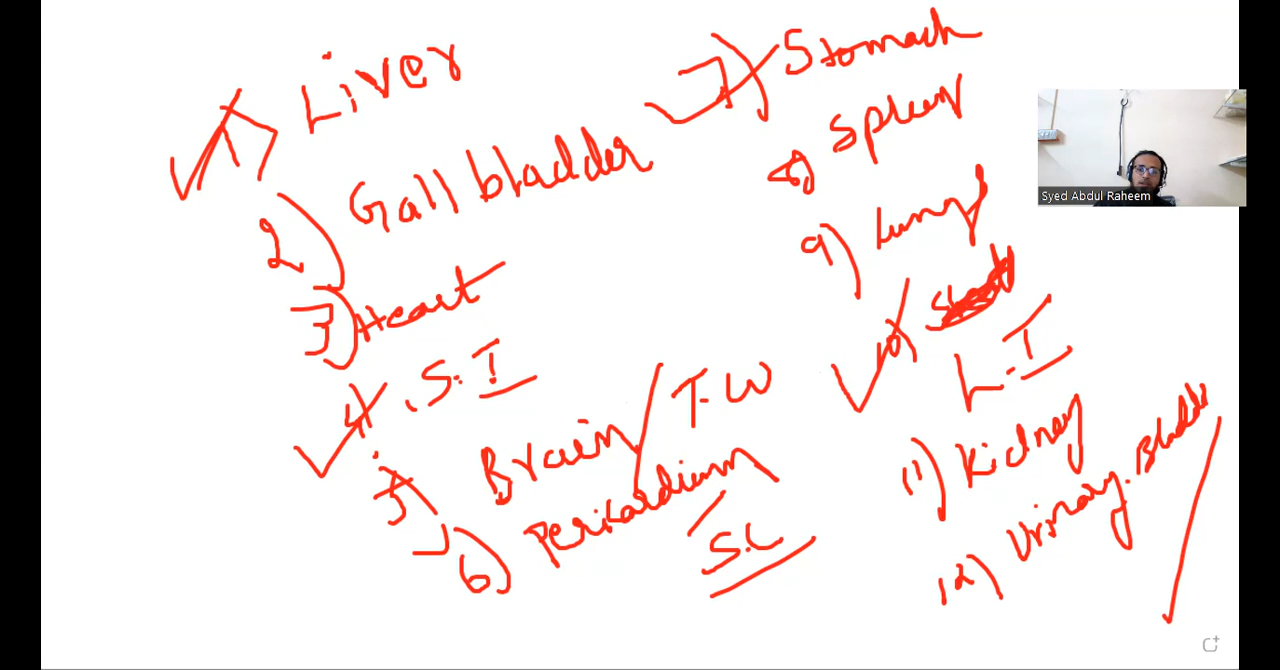 1) Liver
2) Gall bladder
3) Heart
4. S.I
5) Brain / T.W
6) Pericardium
S.C
7) Stomach
8) Spleen
9) Lungs
10)
L.I
11) Kidney
12) Urinary. Bladder
Syed Abdul Raheem